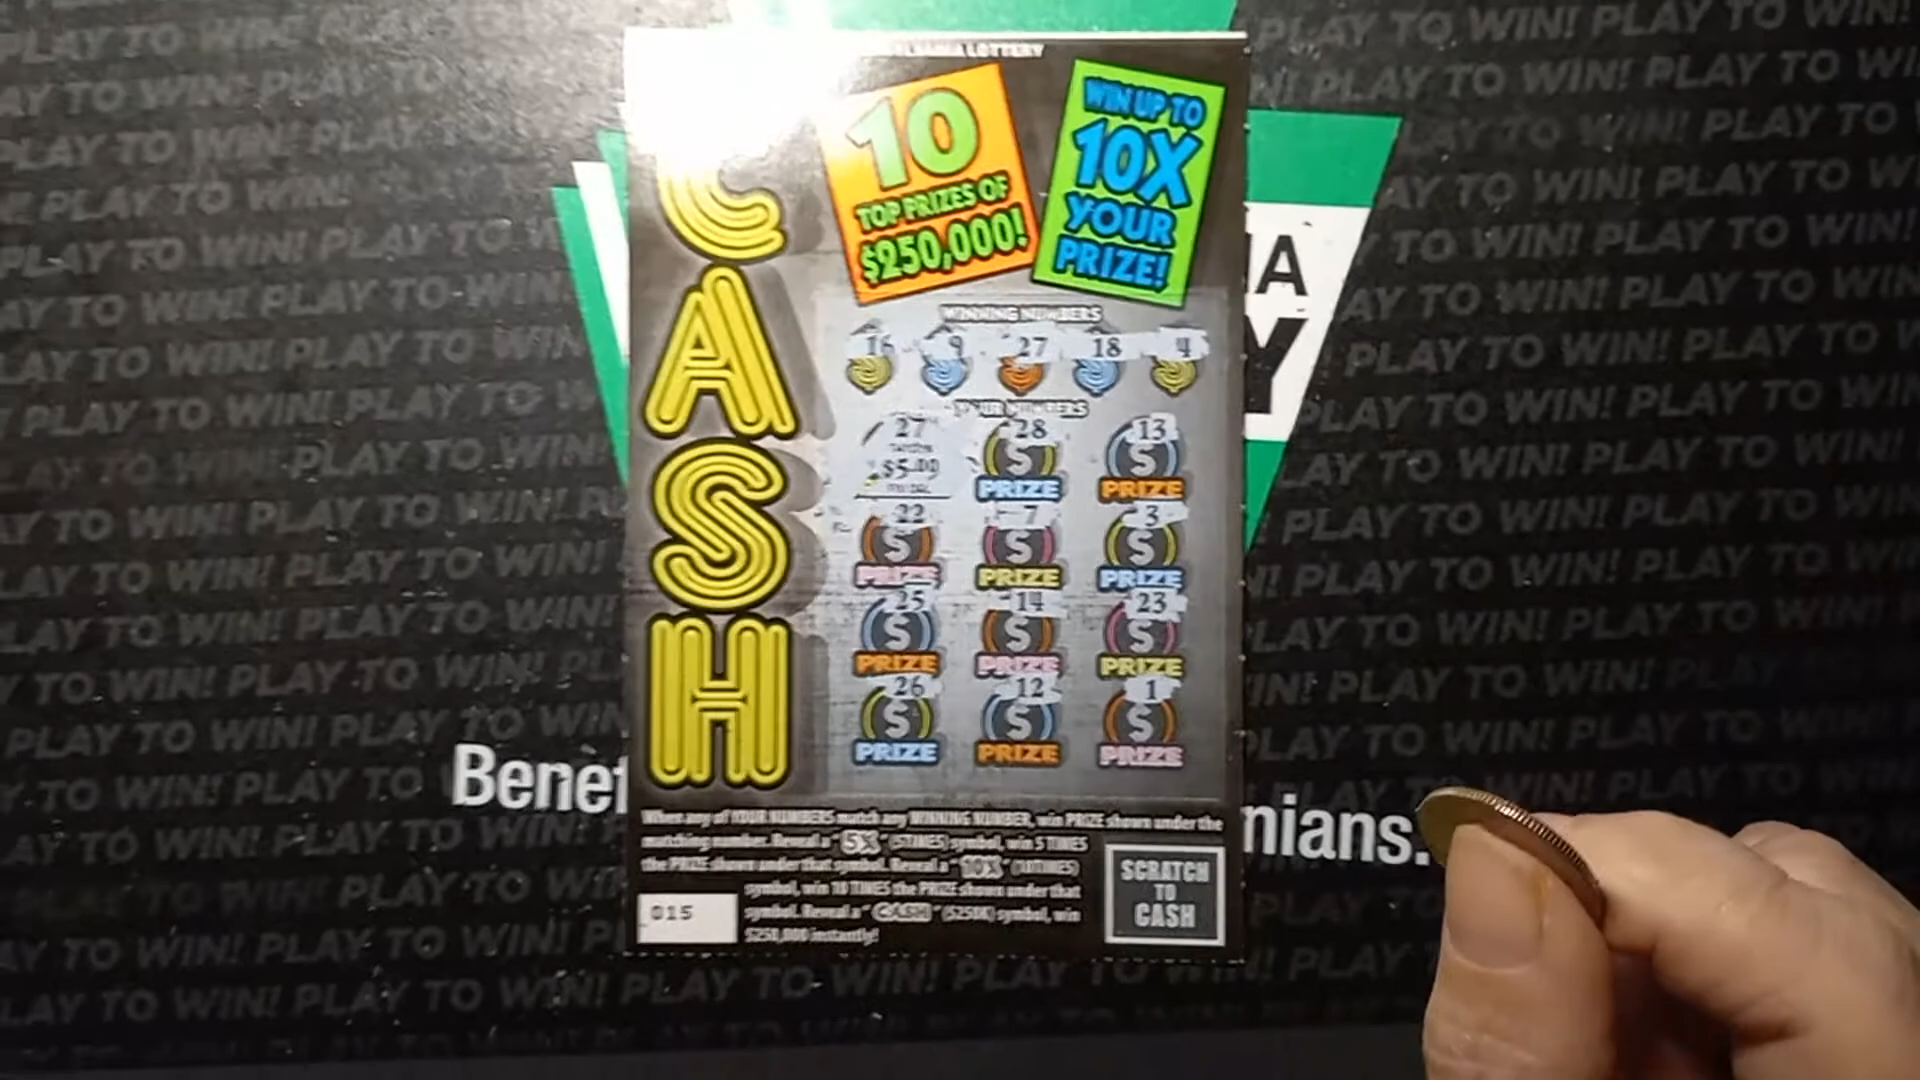 PLAY TO WIN! PLAY TO WIN! PLAY TO WIN!
LOTTERY
10
TOP PRIZES OF
$250,000!
WIN UP TO
10X
YOUR
PRIZE!
CASH
WINNING NUMBERS
16 9 27 18 4
YOUR NUMBERS
27 28 13
$5.00 PRIZE PRIZE
22 7 3
PRIZE PRIZE PRIZE
25 14 23
PRIZE PRIZE PRIZE
26 12 1
PRIZE PRIZE PRIZE
When any of YOUR NUMBERS match any WINNING NUMBER, win PRIZE shown under the
matching number. Reveal a "5X" (5TIMES) symbol, win 5 TIMES
the PRIZE shown under that symbol. Reveal a "10X" (10TIMES)
symbol, win 10 TIMES the PRIZE shown under that
symbol. Reveal a "CASH" ($250K) symbol, win
$250,000 instantly!
015
SCRATCH
TO
CASH
Benef
nians.
IA
Y